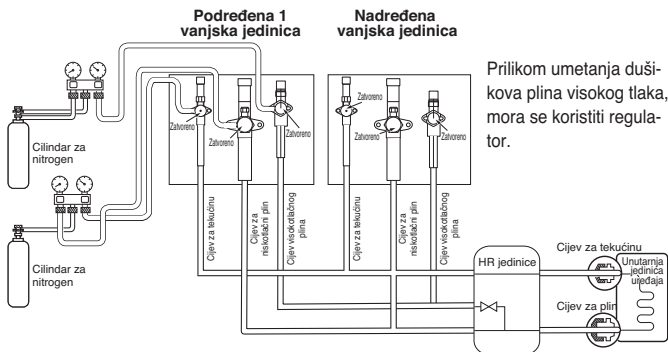 Podređena 1
vanjska jedinica
Nadređena
vanjska jedinica
Prilikom umetanja duši-
kova plina visokog tlaka,
mora se koristiti regula-
tor.
Zatvoreno
Zatvoreno
Zatvoreno
Zatvoreno
Zatvoreno
Zatvoreno
Cilindar za
nitrogen
Cilindar za
nitrogen
Cijev za tekućinu
Cijev za
niskotlačni plin
Cijev visokotlačnog
plina
Cijev za tekućinu
Cijev za
niskotlačni plin
Cijev visokotlačnog
plina
HR jedinice
Cijev za tekućinu
Cijev za plin
Unutarnja
jedinica
uređaja